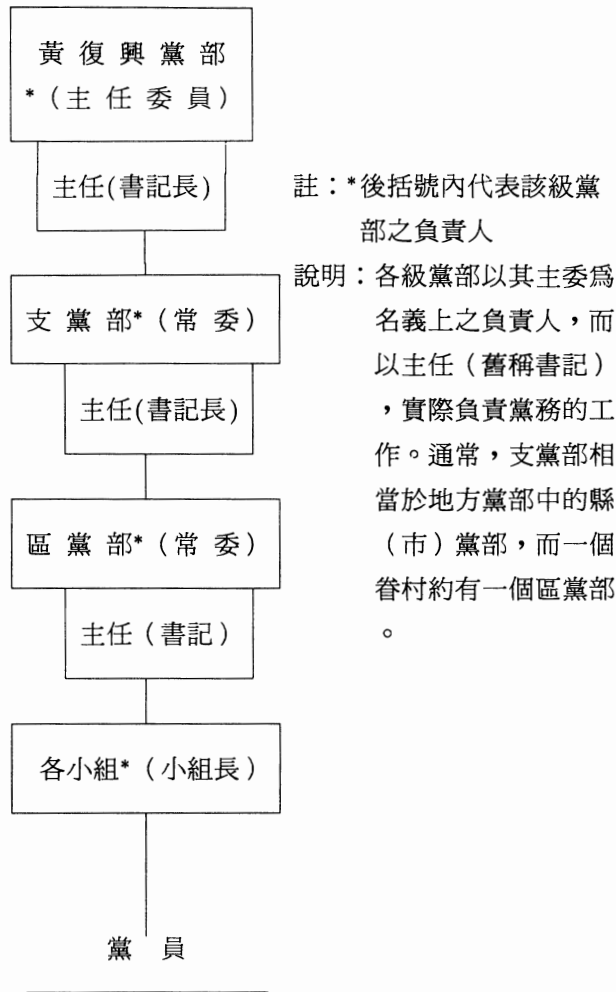 黃復興黨部
*（主任委員）
主任(書記長)
支黨部*（常委）
主任(書記長)
區黨部*（常委）
主任（書記）
各小組*（小組長）
黨員
註：*後括號內代表該級黨
部之負責人
說明：各級黨部以其主委爲
名義上之負責人，而
以主任（舊稱書記）
，實際負責黨務的工
作。通常，支黨部相
當於地方黨部中的縣
（市）黨部，而一個
眷村約有一個區黨部
。